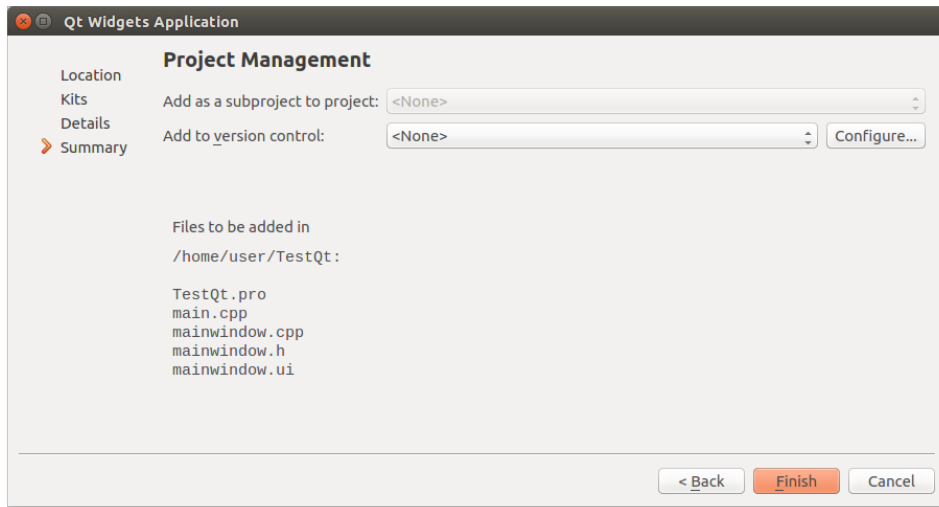 Qt Widgets Application
Location
Kits
Details
Summary
Project Management
Add as a subproject to project: <None>
Add to version control: <None> Configure...
Files to be added in
/home/user/TestQt:
TestQt.pro
main.cpp
mainwindow.cpp
mainwindow.h
mainwindow.ui
< Back Finish Cancel